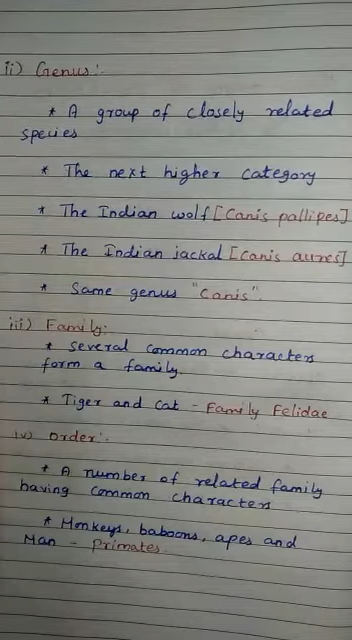 ii) Genus:-
* A group of closely related
species
* The next higher category
* The Indian wolf [Canis pallipes]
* The Indian jackal [Canis aures]
* Same genus "Canis".
iii) Family:
* several common characters
form a family.
* Tiger and cat - Family Felidae
iv) Order:-
* A number of related family
having common characters
* Monkeys, baboons, apes and
Man - Primates